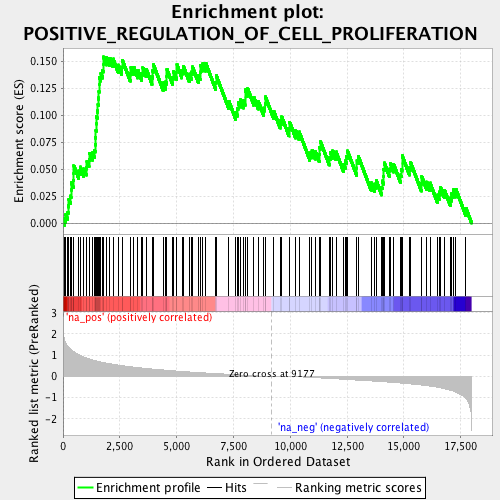 Enrichment plot:
POSITIVE_REGULATION_OF_CELL_PROLIFERATION
Enrichment score (ES)
0.150
0.125
0.100
0.075
0.050
0.025
0.000
'na_pos' (positively correlated)
Ranked list metric (PreRanked)
3
2
1
0
-1
-2
Zero cross at 9177
'na_neg' (negatively correlated)
0
2,500
5,000
7,500
10,000
12,500
15,000
17,500
Rank in Ordered Dataset
Enrichment profile
Hits
Ranking metric scores